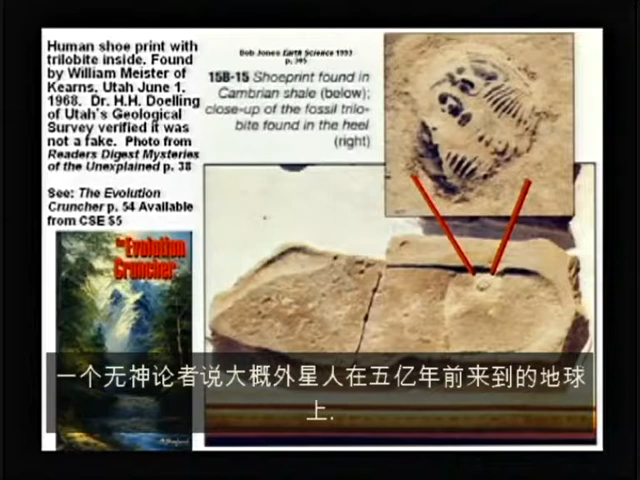 Human shoe print with
trilobite inside. Found
by William Meister of
Kearns, Utah June 1,
1968. Dr. H.H. Doelling
of Utah's Geological
Survey verified it was
not a fake. Photo from
Readers Digest Mysteries
of the Unexplained p. 38
See: The Evolution
Cruncher p. 54 Available
from CSE $5
Bob Jones Earth Science 1993
p. 395
15B-15 Shoeprint found in
Cambrian shale (below);
close-up of the fossil trilo-
bite found in the heel
(right)
The Evolution
Cruncher
一个无神论者说大概外星人在五亿年前来到的地球
上.